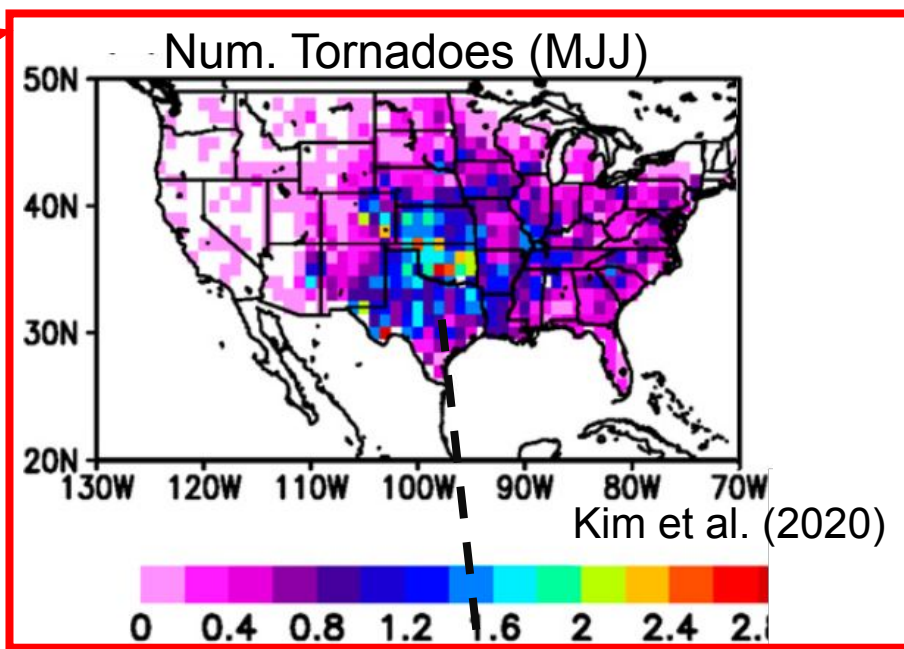 Num. Tornadoes (MJJ)
50N
40N
30N
20N
130W 120W 110W 100W 90W 80W 70W
Kim et al. (2020)
0 0.4 0.8 1.2 1.6 2 2.4